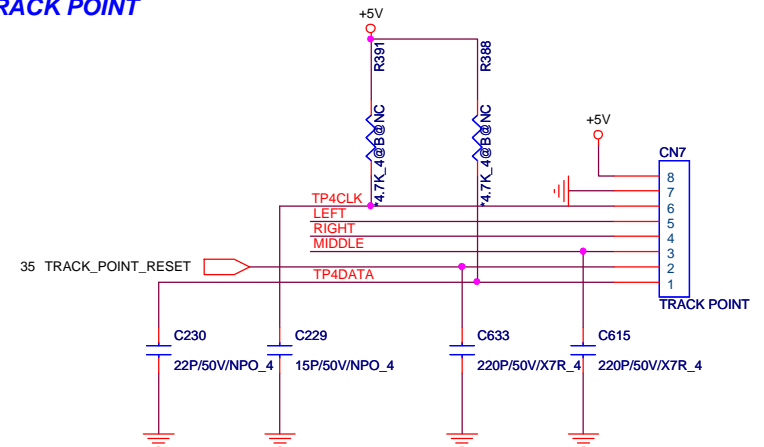 TRACK POINT
+5V
R391
R388
*4.7K_4@B@NC
*4.7K_4@B@NC
+5V
CN7
8
7
TP4CLK
6
LEFT
5
RIGHT
4
MIDDLE
3
35 TRACK_POINT_RESET
2
TP4DATA
1
TRACK POINT
C230
22P/50V/NPO_4
C229
15P/50V/NPO_4
C633
220P/50V/X7R_4
C615
220P/50V/X7R_4